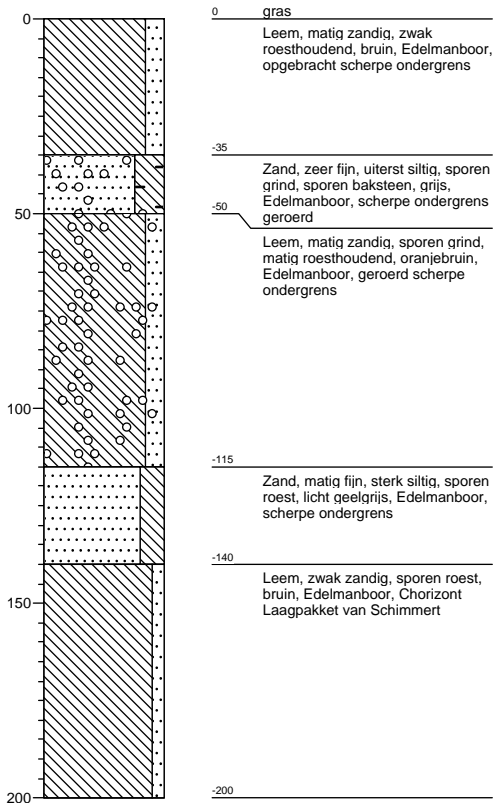 0
50
100
150
200
0
gras
Leem, matig zandig, zwak
roesthoudend, bruin, Edelmanboor,
opgebracht scherpe ondergrens
-35
Zand, zeer fijn, uiterst siltig, sporen
grind, sporen baksteen, grijs,
Edelmanboor, scherpe ondergrens
geroerd
-50
Leem, matig zandig, sporen grind,
matig roesthoudend, oranjebruin,
Edelmanboor, geroerd scherpe
ondergrens
-115
Zand, matig fijn, sterk siltig, sporen
roest, licht geelgrijs, Edelmanboor,
scherpe ondergrens
-140
Leem, zwak zandig, sporen roest,
bruin, Edelmanboor, Chorizont
Laagpakket van Schimmert
-200